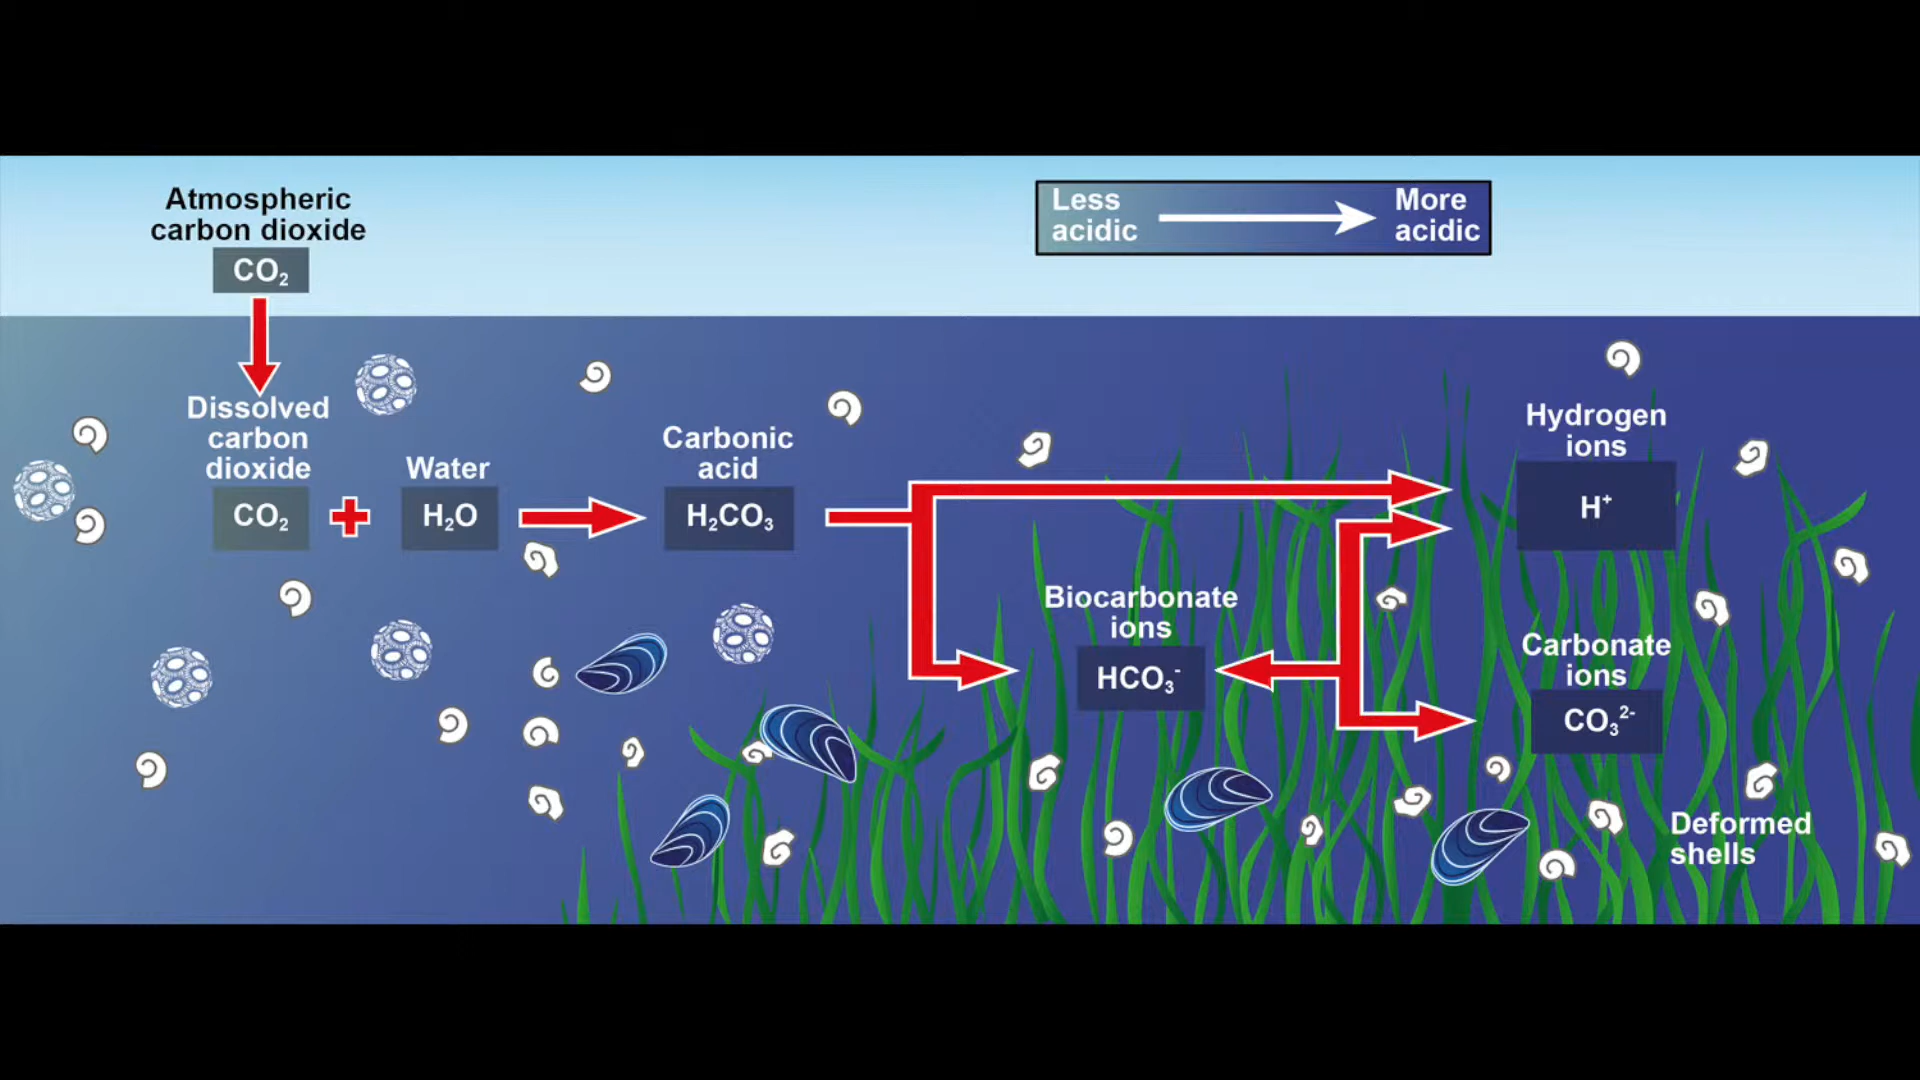 Atmospheric
carbon dioxide
CO₂
Less
acidic
More
acidic
Dissolved
carbon
dioxide
CO₂
Water
H₂O
Carbonic
acid
H₂CO₃
Hydrogen
ions
H⁺
Biocarbonate
ions
HCO₃⁻
Carbonate
ions
CO₃²⁻
Deformed
shells